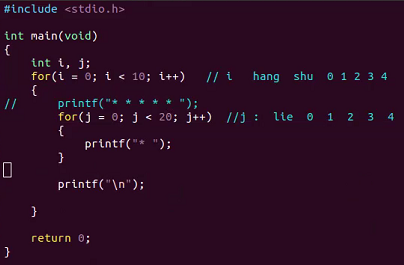 #include <stdio.h>
int main(void)
{
    int i, j;
    for(i = 0; i < 10; i++)   // i   hang  shu  0 1 2 3 4
    {
//      printf("* * * * * ");
        for(j = 0; j < 20; j++)  //j :  lie  0  1  2  3  4
        {
            printf("* ");
        }
        printf("\n");
    }
    return 0;
}